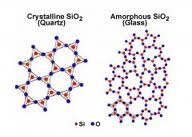 Crystalline SiO2 Amorphous SiO2
(Quartz) (Glass)
Si O